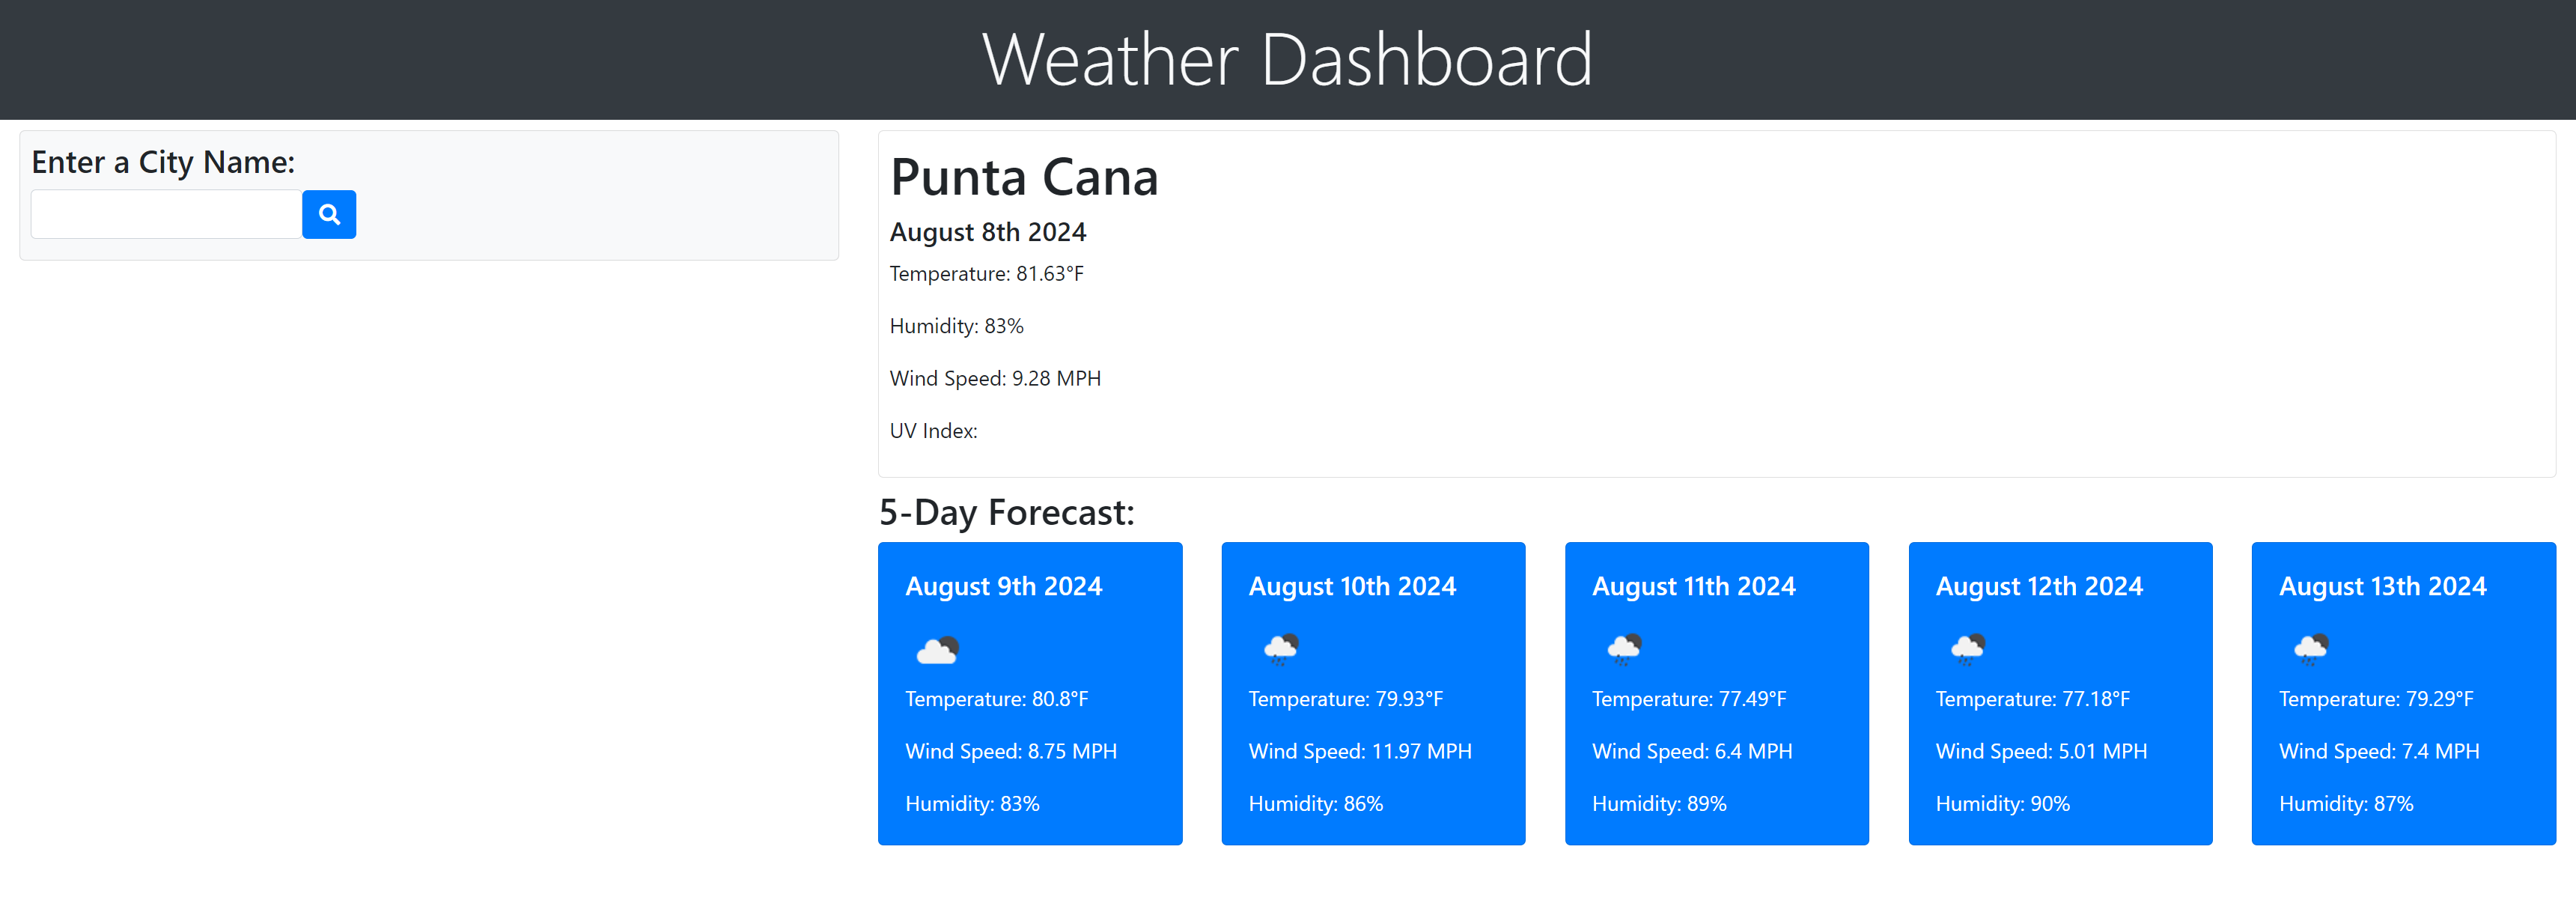 Weather Dashboard
Enter a City Name:
Punta Cana
August 8th 2024
Temperature: 81.63°F
Humidity: 83%
Wind Speed: 9.28 MPH
UV Index:
5-Day Forecast:
August 9th 2024
Temperature: 80.8°F
Wind Speed: 8.75 MPH
Humidity: 83%
August 10th 2024
Temperature: 79.93°F
Wind Speed: 11.97 MPH
Humidity: 86%
August 11th 2024
Temperature: 77.49°F
Wind Speed: 6.4 MPH
Humidity: 89%
August 12th 2024
Temperature: 77.18°F
Wind Speed: 5.01 MPH
Humidity: 90%
August 13th 2024
Temperature: 79.29°F
Wind Speed: 7.4 MPH
Humidity: 87%